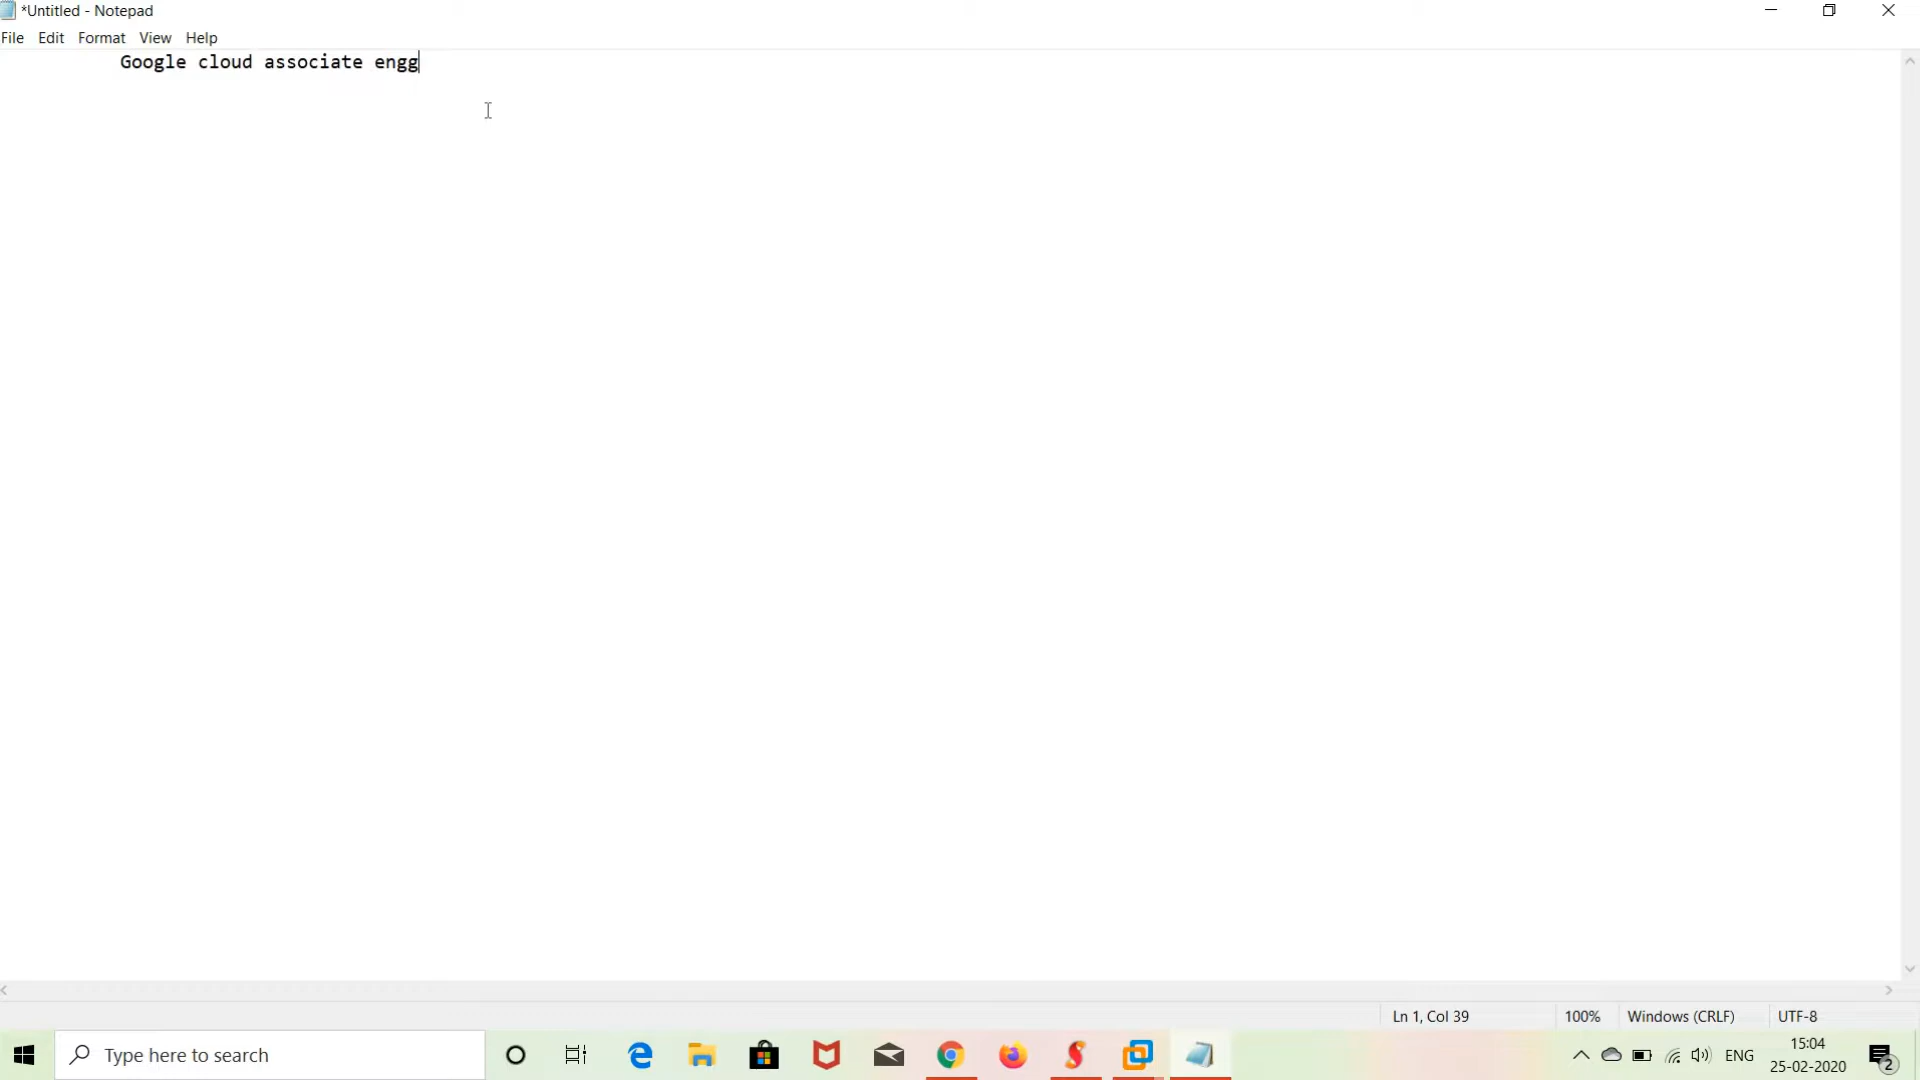 *Untitled - Notepad
File Edit Format View Help
Google cloud associate engg
Ln 1, Col 39 100% Windows (CRLF) UTF-8
Type here to search
ENG
15:04
25-02-2020
2